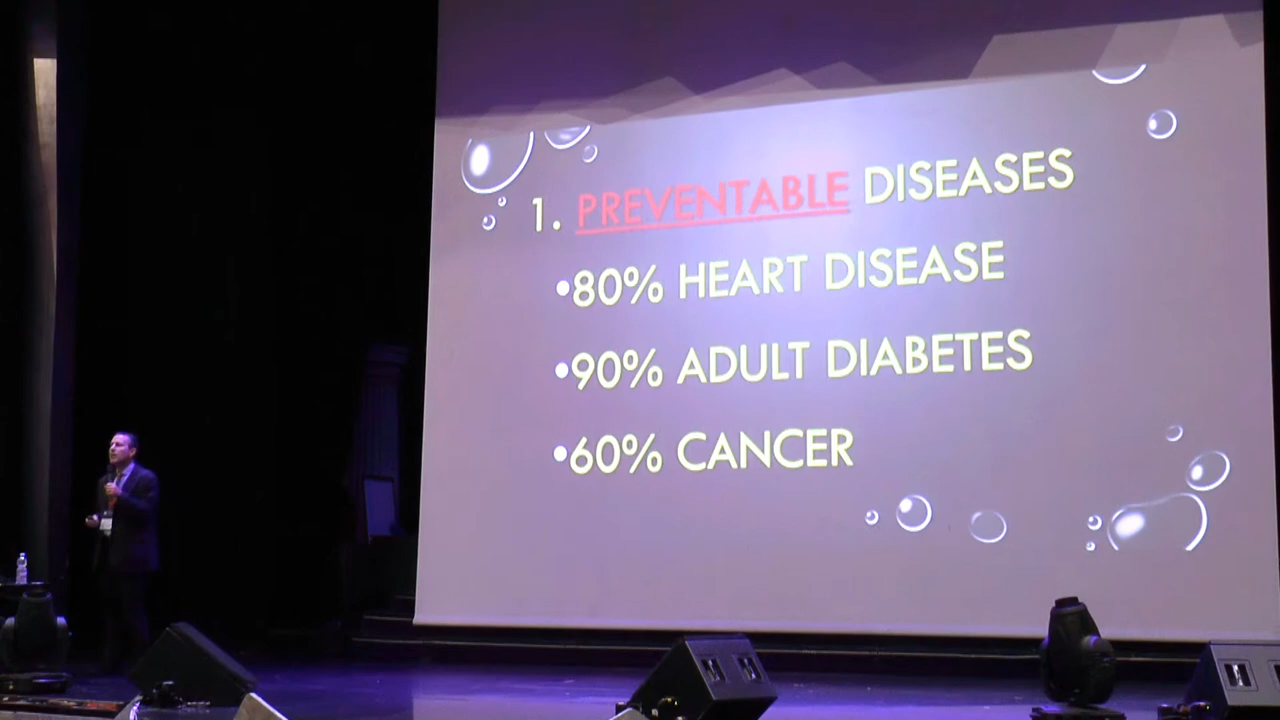 1. PREVENTABLE DISEASES
•80% HEART DISEASE
•90% ADULT DIABETES
•60% CANCER